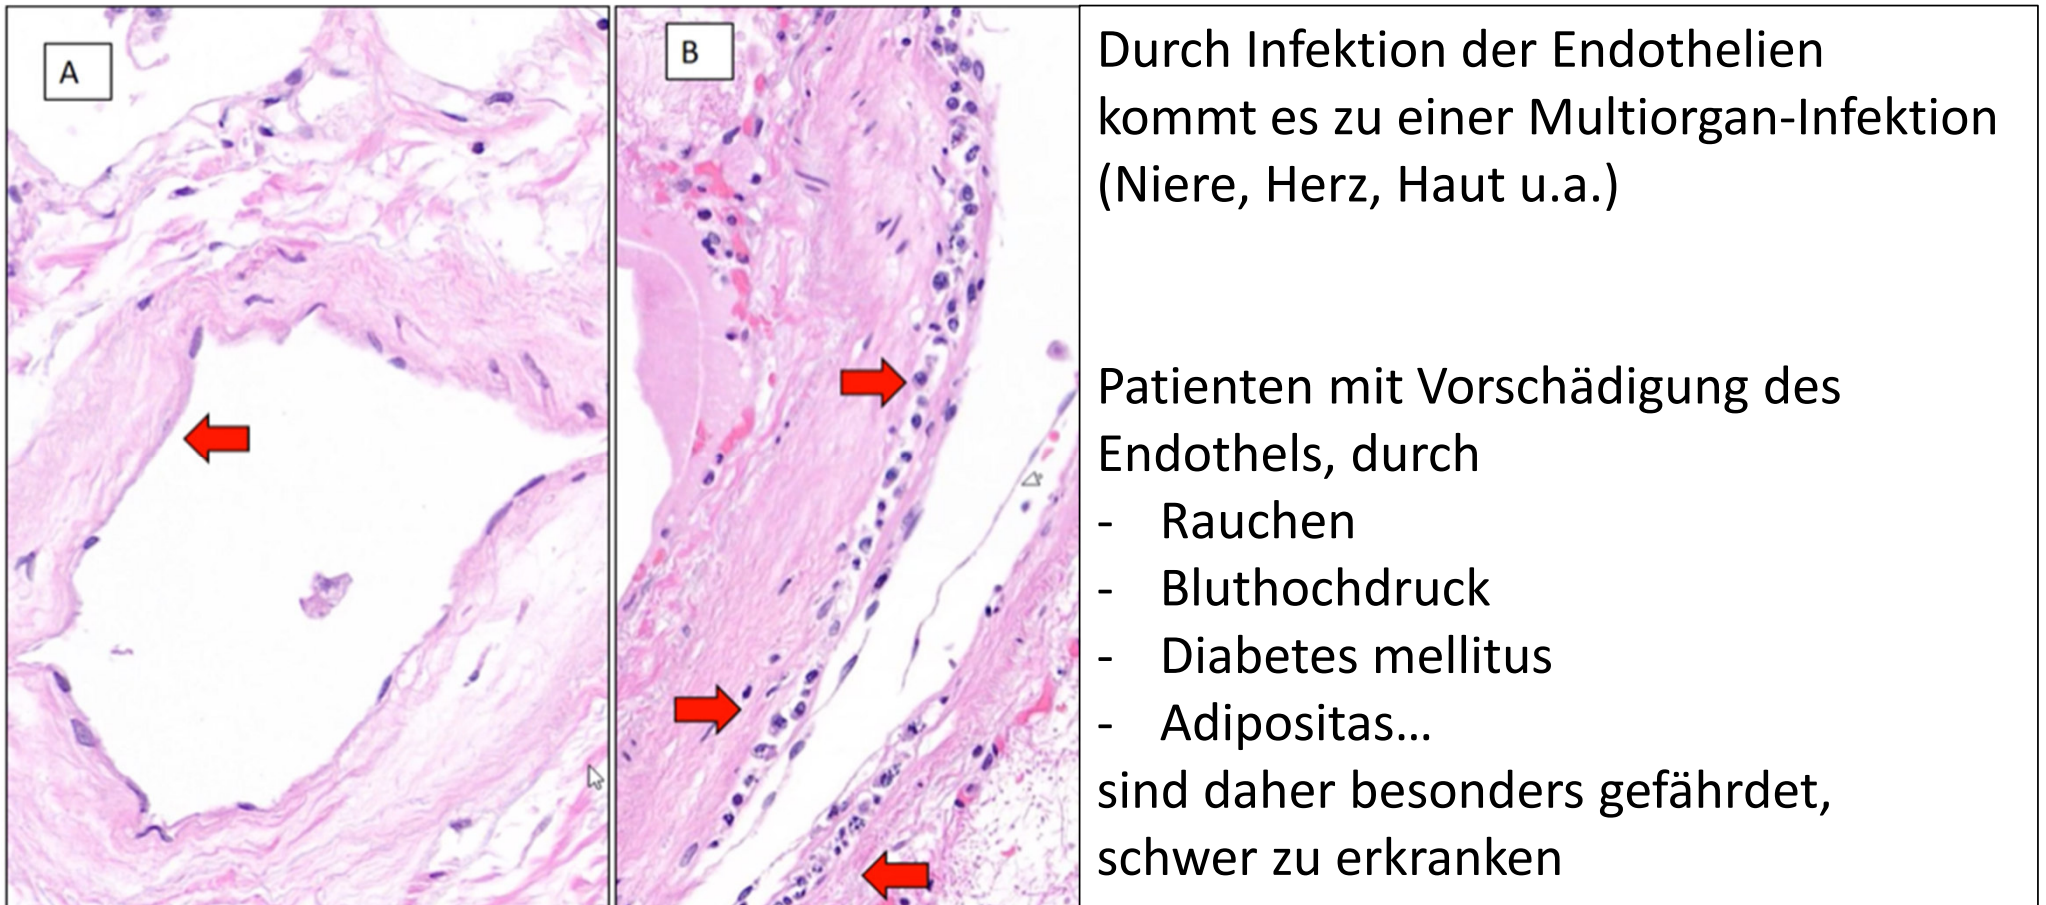 A
B
Durch Infektion der Endothelien
kommt es zu einer Multiorgan-Infektion
(Niere, Herz, Haut u.a.)
Patienten mit Vorschädigung des
Endothels, durch
- Rauchen
- Bluthochdruck
- Diabetes mellitus
- Adipositas...
sind daher besonders gefährdet,
schwer zu erkranken